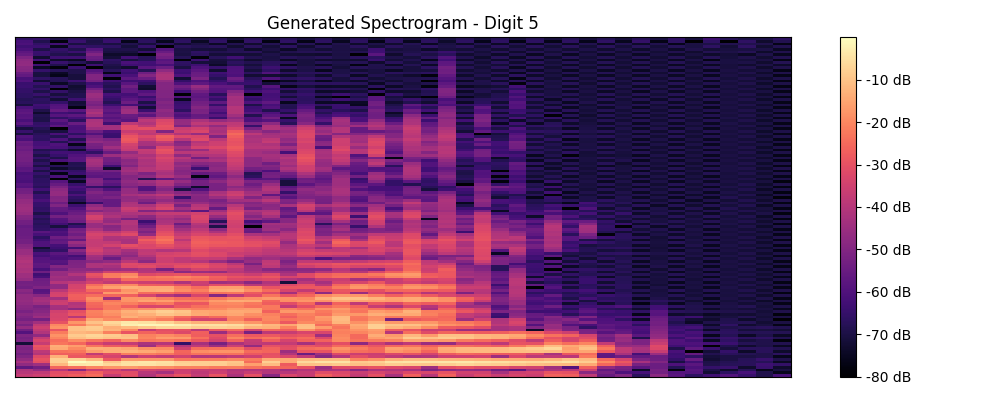 Generated Spectrogram - Digit 5
-10 dB
-20 dB
-30 dB
-40 dB
-50 dB
-60 dB
-70 dB
-80 dB